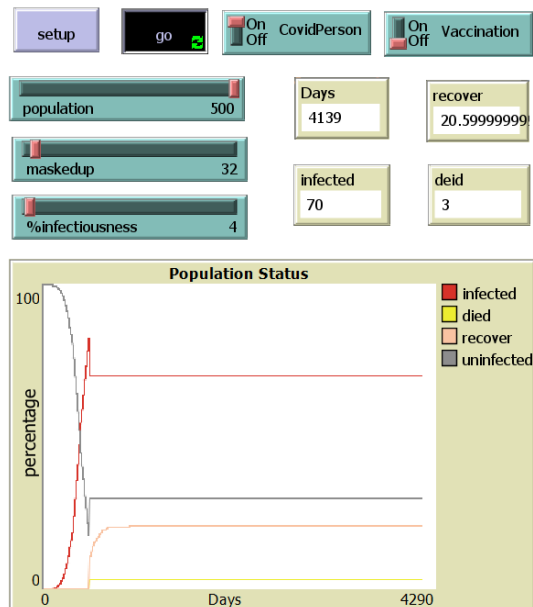 setup
go
On
Off
CovidPerson
On
Off
Vaccination
population 500
maskedup 32
%infectiousness 4
Days
4139
recover
20.599999999
infected
70
deid
3
Population Status
100
percentage
0
0
Days
4290
infected
died
recover
uninfected